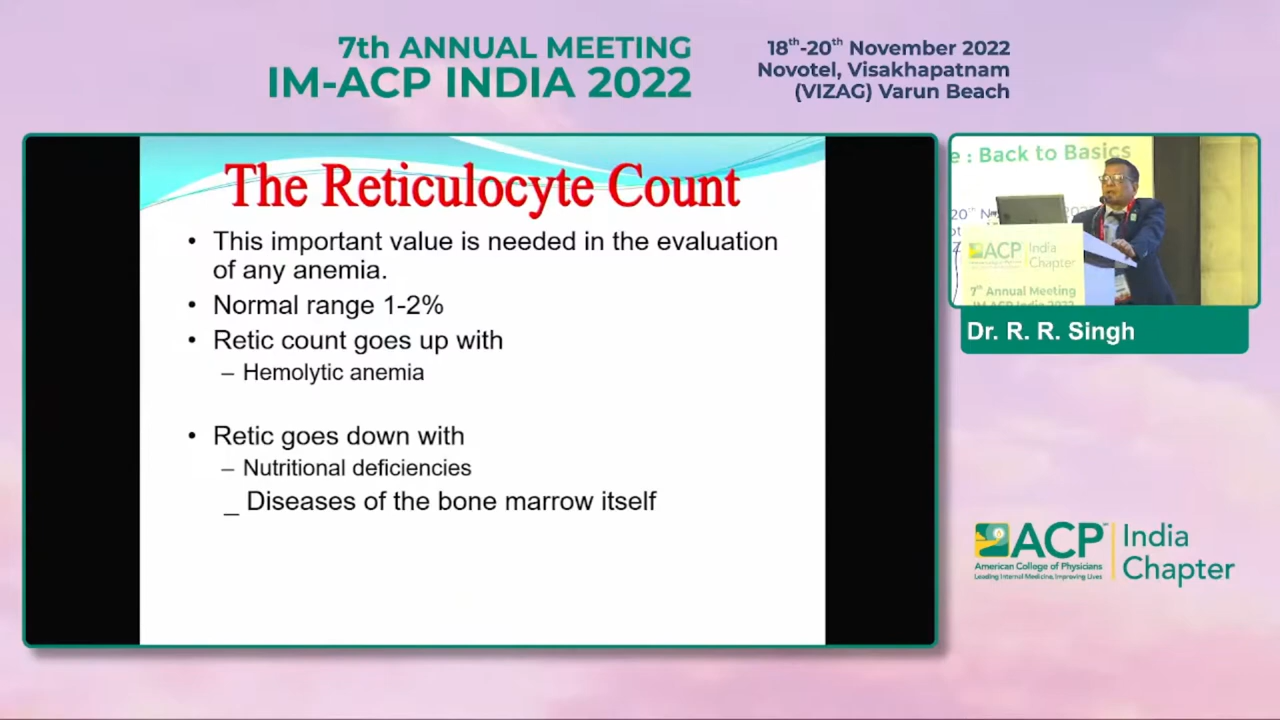 7th ANNUAL MEETING
IM-ACP INDIA 2022
18th-20th November 2022
Novotel, Visakhapatnam
(VIZAG) Varun Beach
The Reticulocyte Count
• This important value is needed in the evaluation
of any anemia.
• Normal range 1-2%
• Retic count goes up with
– Hemolytic anemia
• Retic goes down with
– Nutritional deficiencies
_ Diseases of the bone marrow itself
e : Back to Basics
ACP India
Chapter
7th Annual Meeting
IM-ACP India 2022
Dr. R. R. Singh
ACP
American College of Physicians
Leading Internal Medicine, Improving Lives
India
Chapter